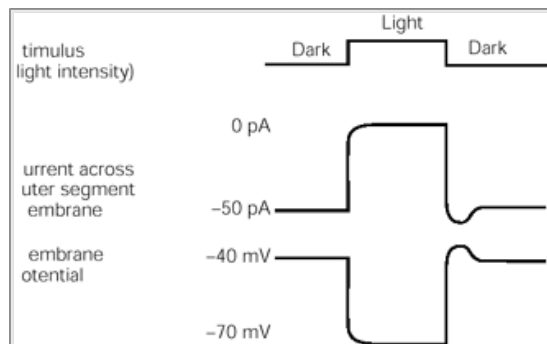 Light
Dark
Dark
timulus
light intensity)
0 pA
urrent across
uter segment
embrane
−50 pA
embrane
−40 mV
otential
−70 mV